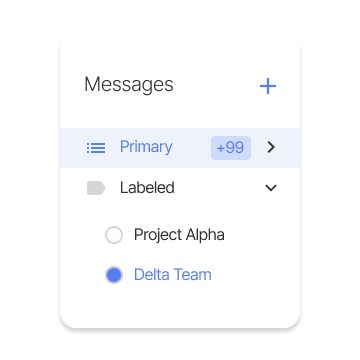 Messages
Primary +99
Labeled
Project Alpha
Delta Team